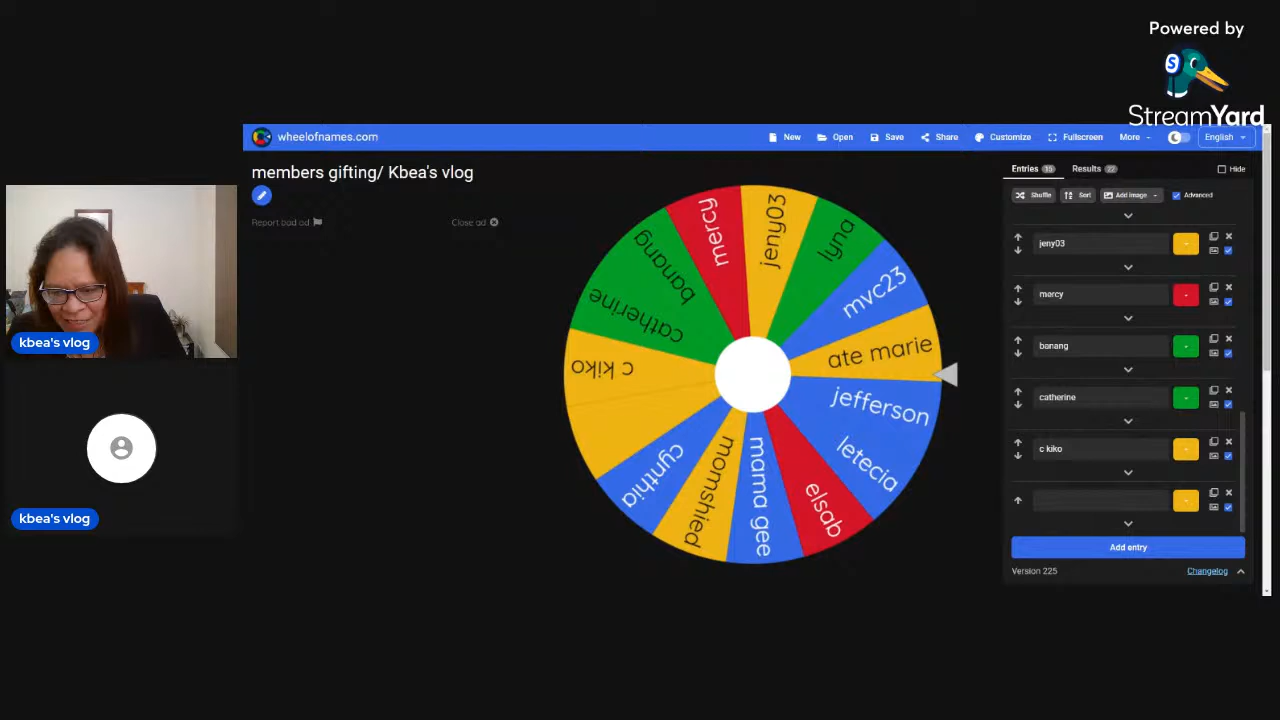 Powered by
StreamYard
wheelofnames.com
New
Open
Save
Share
Customize
Fullscreen
More
English
members gifting/ Kbea's vlog
Report bad ad
Close ad
Entries
Results 22
Hide
Shuffle
Sort
Add image
Advanced
jeny03
mercy
banang
catherine
c kiko
Add entry
Version 225
Changelog
mercy
jeny03
lyna
mvc23
ate marie
jefferson
letecia
elsab
mama gee
momshied
cynthia
c kiko
catherine
banang
kbea's vlog
kbea's vlog